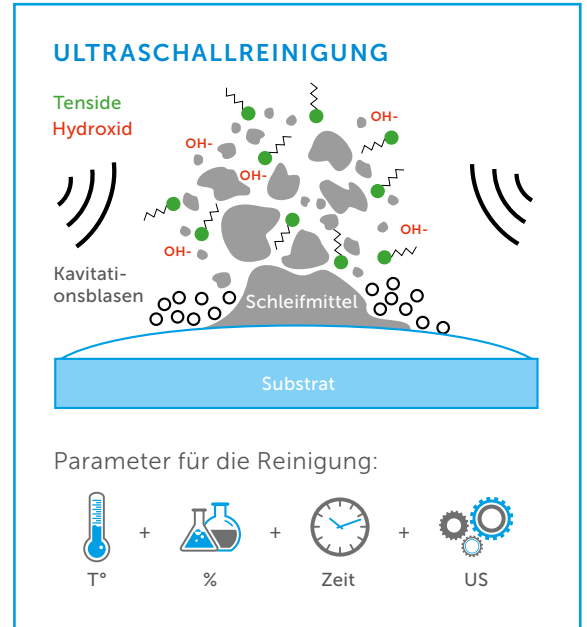 ULTRASCHALLREINIGUNG
Tenside
Hydroxid
OH-
OH-
OH-
OH-
OH-
Kavitati-
onsblasen
Schleifmittel
Substrat
Parameter für die Reinigung:
+
+
+
T°
%
Zeit
US